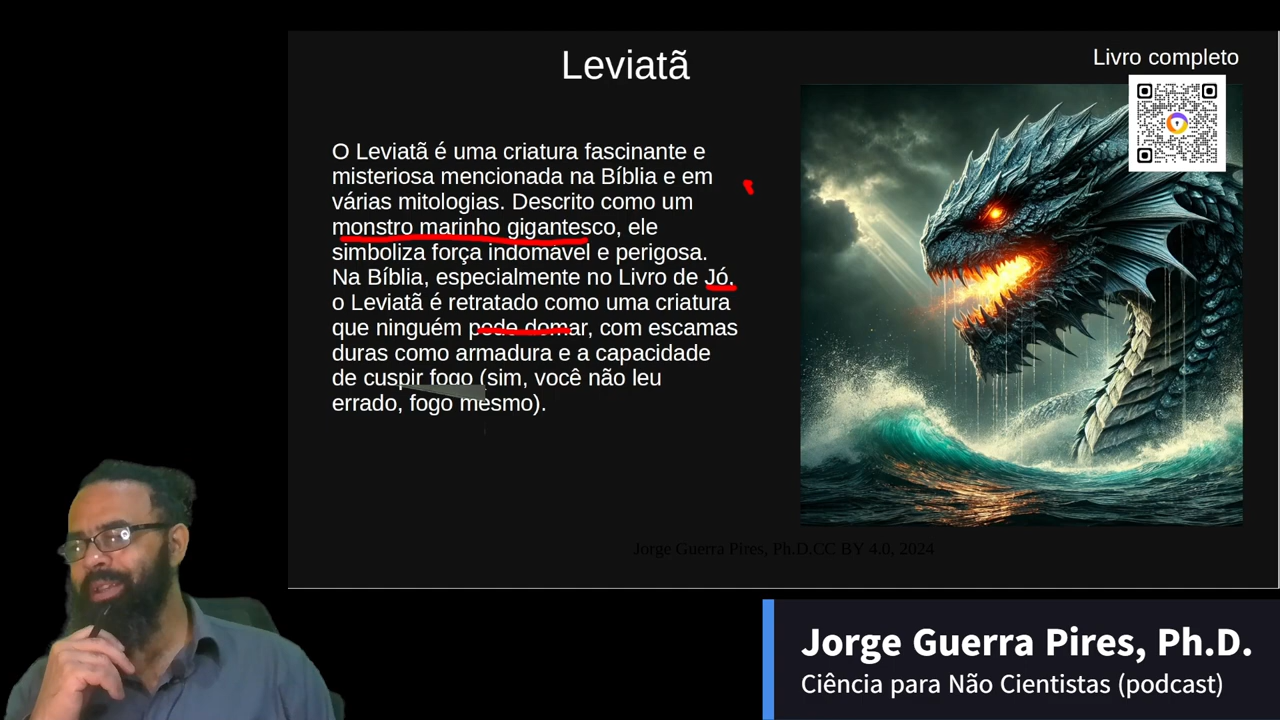 Leviatã
Livro completo
O Leviatã é uma criatura fascinante e
misteriosa mencionada na Bíblia e em
várias mitologias. Descrito como um
monstro marinho gigantesco, ele
simboliza força indomável e perigosa.
Na Bíblia, especialmente no Livro de Jó,
o Leviatã é retratado como uma criatura
que ninguém pode domar, com escamas
duras como armadura e a capacidade
de cuspir fogo (sim, você não leu
errado, fogo mesmo).
Jorge Guerra Pires, Ph.D.CC BY 4.0, 2024
Jorge Guerra Pires, Ph.D.
Ciência para Não Cientistas (podcast)